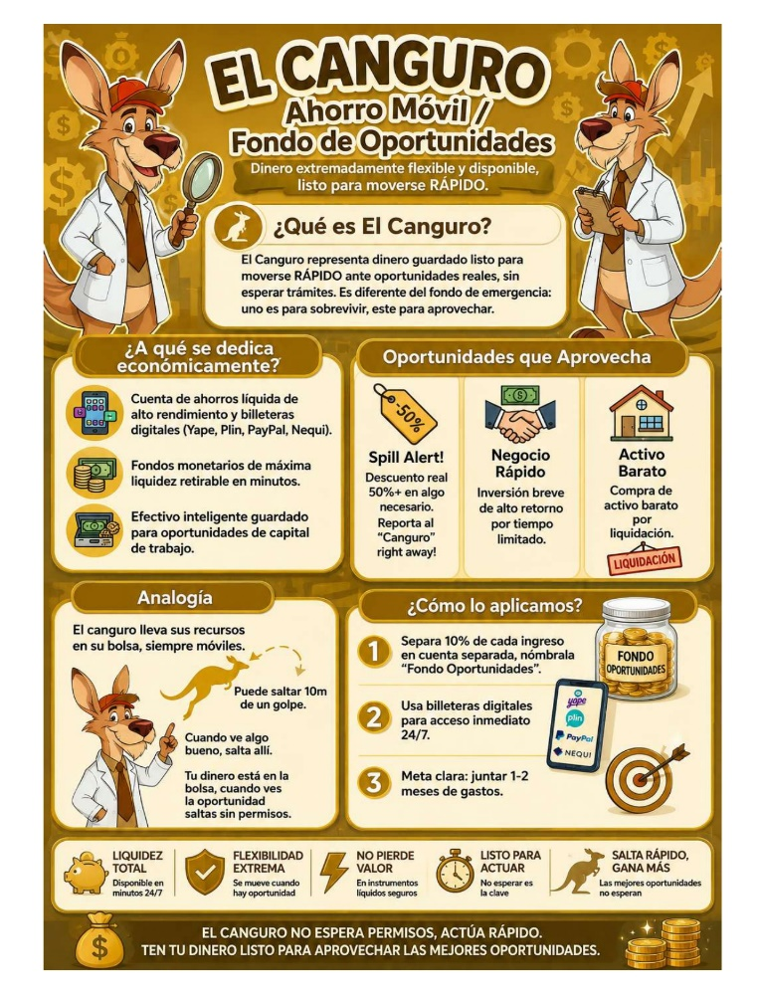 EL CANGURO
Ahorro Móvil /
Fondo de Oportunidades
Dinero extremadamente flexible y disponible,
listo para moverse RÁPIDO.
¿Qué es El Canguro?
El Canguro representa dinero guardado listo para
moverse RÁPIDO ante oportunidades reales, sin
esperar trámites. Es diferente del fondo de emergencia:
uno es para sobrevivir, este para aprovechar.
¿A qué se dedica
económicamente?
Cuenta de ahorros líquida de
alto rendimiento y billeteras
digitales (Yape, Plin, PayPal, Nequi).
Fondos monetarios de máxima
liquidez retirable en minutos.
Efectivo inteligente guardado
para oportunidades de capital
de trabajo.
Oportunidades que Aprovecha
-50%
Spill Alert!
Descuento real
50%+ en algo
necesario.
Reporta al
“Canguro”
right away!
Negocio
Rápido
Inversión breve
de alto retorno
por tiempo
limitado.
Activo
Barato
Compra de
activo barato
por
liquidación.
LIQUIDACIÓN
Analogía
El canguro lleva sus recursos
en su bolsa, siempre móviles.
Puede saltar 10m
de un golpe.
Cuando ve algo
bueno, salta allí.
Tu dinero está en la
bolsa, cuando ves
la oportunidad
saltas sin permisos.
¿Cómo lo aplicamos?
1
Separa 10% de cada ingreso
en cuenta separada, nómbrala
“Fondo Oportunidades”.
FONDO
OPORTUNIDADES
2
Usa billeteras digitales
para acceso inmediato
24/7.
yape
plin
PayPal
NEQUI
3
Meta clara: juntar 1-2
meses de gastos.
LIQUIDEZ
TOTAL
Disponible en
minutos 24/7
FLEXIBILIDAD
EXTREMA
Se mueve cuando
hay oportunidad
NO PIERDE
VALOR
En instrumentos
líquidos seguros
LISTO PARA
ACTUAR
No esperar es
la clave
SALTA RÁPIDO,
GANA MÁS
Las mejores oportunidades
no esperan
EL CANGURO NO ESPERA PERMISOS, ACTÚA RÁPIDO.
TEN TU DINERO LISTO PARA APROVECHAR LAS MEJORES OPORTUNIDADES.